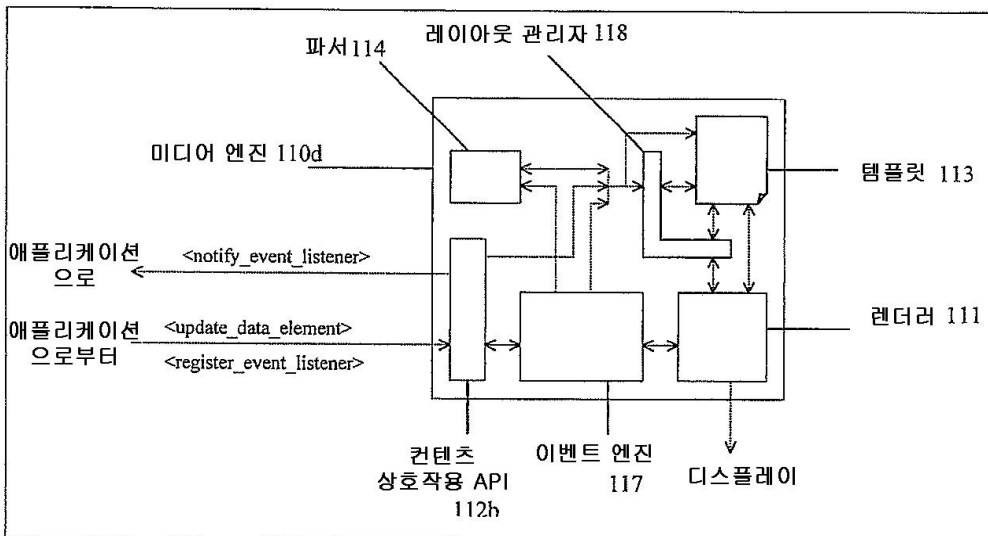 레이아웃 관리자 118
파서 114
미디어 엔진 110d
템플릿 113
애플리케이션
으로
<notify_event_listener>
애플리케이션
으로부터
<update_data_element>
<register_event_listener>
렌더러 111
컨텐츠
상호작용 API
112b
이벤트 엔진
117
디스플레이